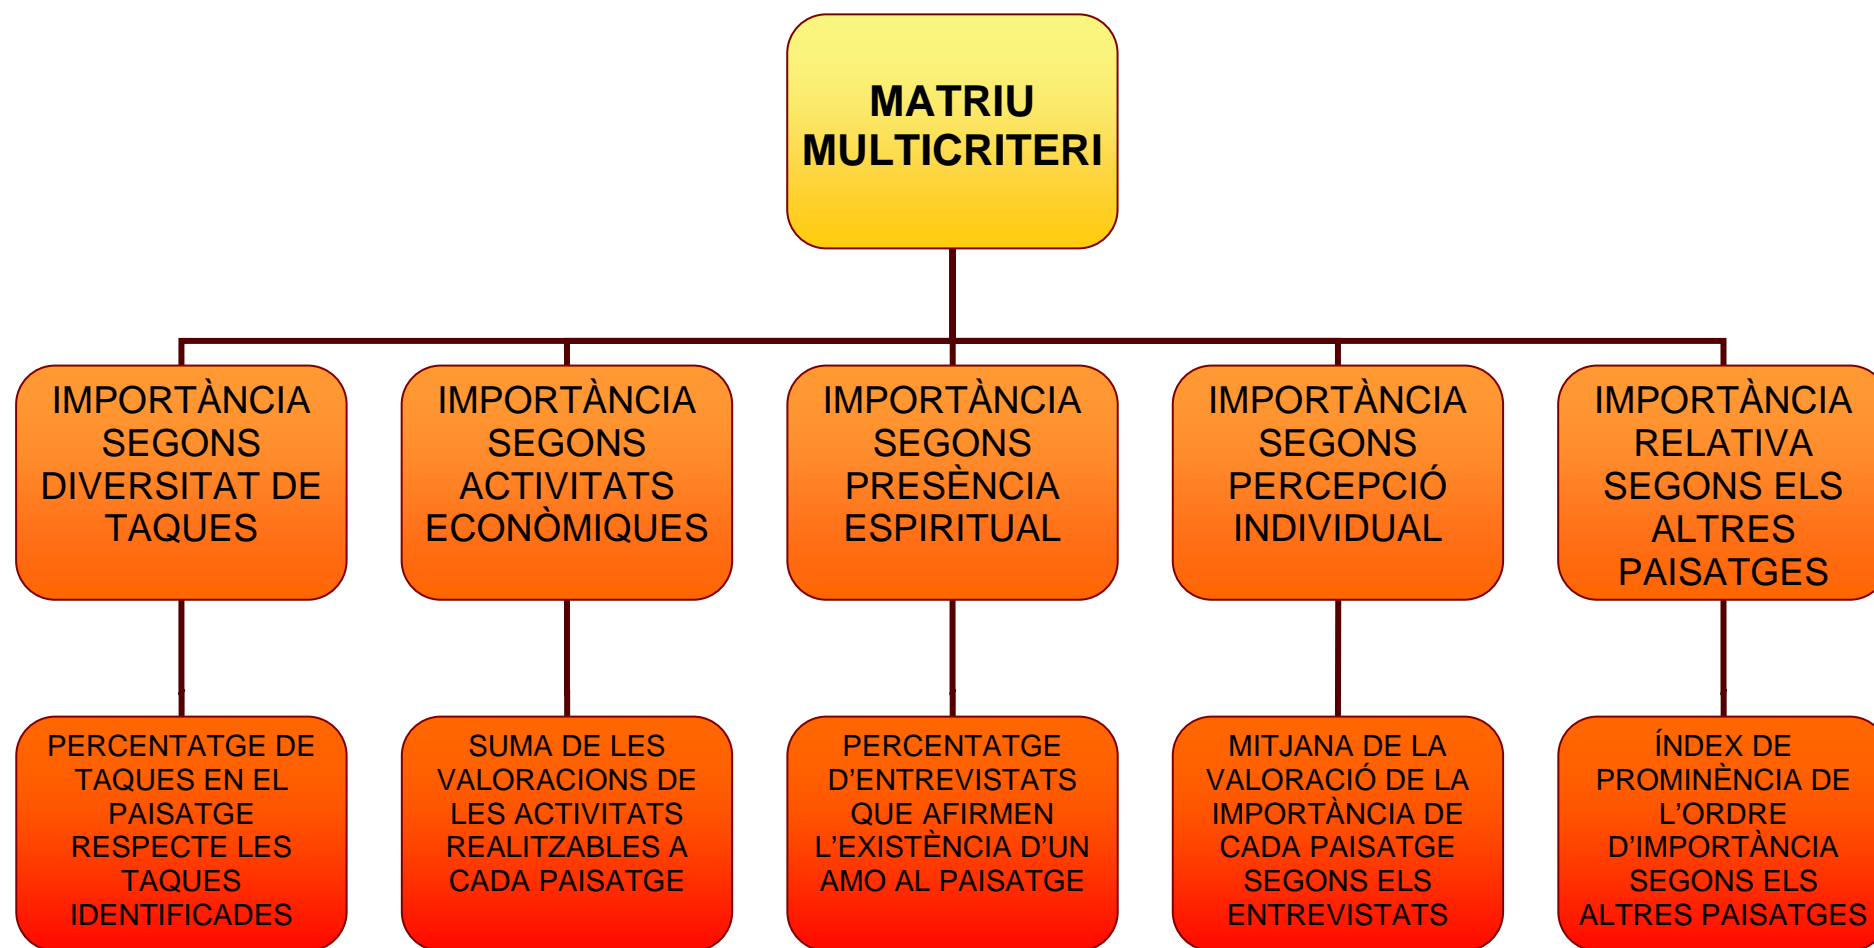 MATRIU
MULTICRITERI
IMPORTÀNCIA
SEGONS
DIVERSITAT DE
TAQUES
IMPORTÀNCIA
SEGONS
ACTIVITATS
ECONÒMIQUES
IMPORTÀNCIA
SEGONS
PRESÈNCIA
ESPIRITUAL
IMPORTÀNCIA
SEGONS
PERCEPCIÓ
INDIVIDUAL
IMPORTÀNCIA
RELATIVA
SEGONS ELS
ALTRES
PAISATGES
PERCENTATGE DE
TAQUES EN EL
PAISATGE
RESPECTE LES
TAQUES
IDENTIFICADES
SUMA DE LES
VALORACIONS DE
LES ACTIVITATS
REALITZABLES A
CADA PAISATGE
PERCENTATGE
D’ENTREVISTATS
QUE AFIRMEN
L’EXISTÈNCIA D’UN
AMO AL PAISATGE
MITJANA DE LA
VALORACIÓ DE LA
IMPORTÀNCIA DE
CADA PAISATGE
SEGONS ELS
ENTREVISTATS
ÍNDEX DE
PROMINÈNCIA DE
L’ORDRE
D’IMPORTÀNCIA
SEGONS ELS
ALTRES PAISATGES